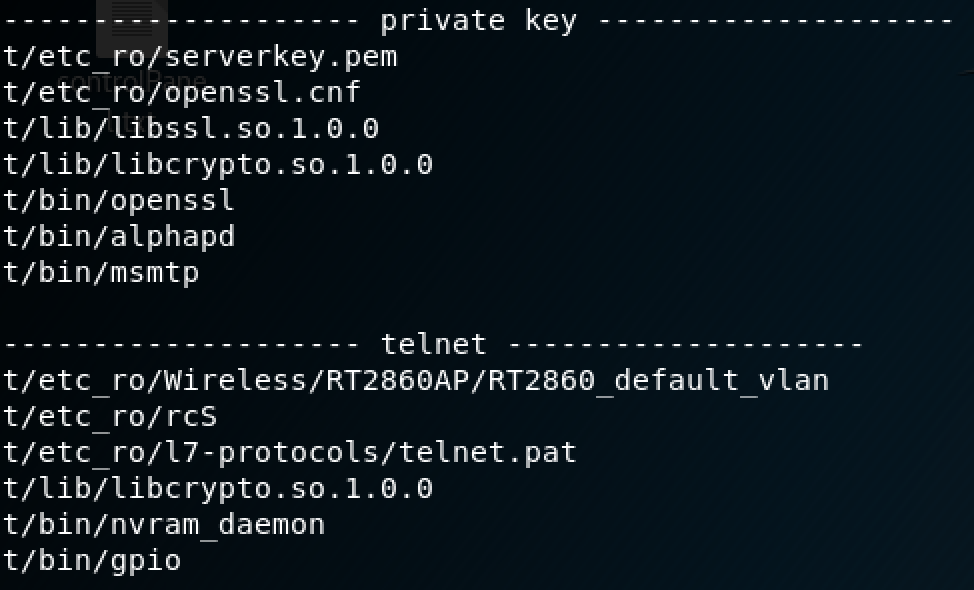 -------------------- private key --------------------
t/etc_ro/serverkey.pem
t/etc_ro/openssl.cnf
t/lib/libssl.so.1.0.0
t/lib/libcrypto.so.1.0.0
t/bin/openssl
t/bin/alphapd
t/bin/msmtp
-------------------- telnet --------------------
t/etc_ro/Wireless/RT2860AP/RT2860_default_vlan
t/etc_ro/rcS
t/etc_ro/l7-protocols/telnet.pat
t/lib/libcrypto.so.1.0.0
t/bin/nvram_daemon
t/bin/gpio